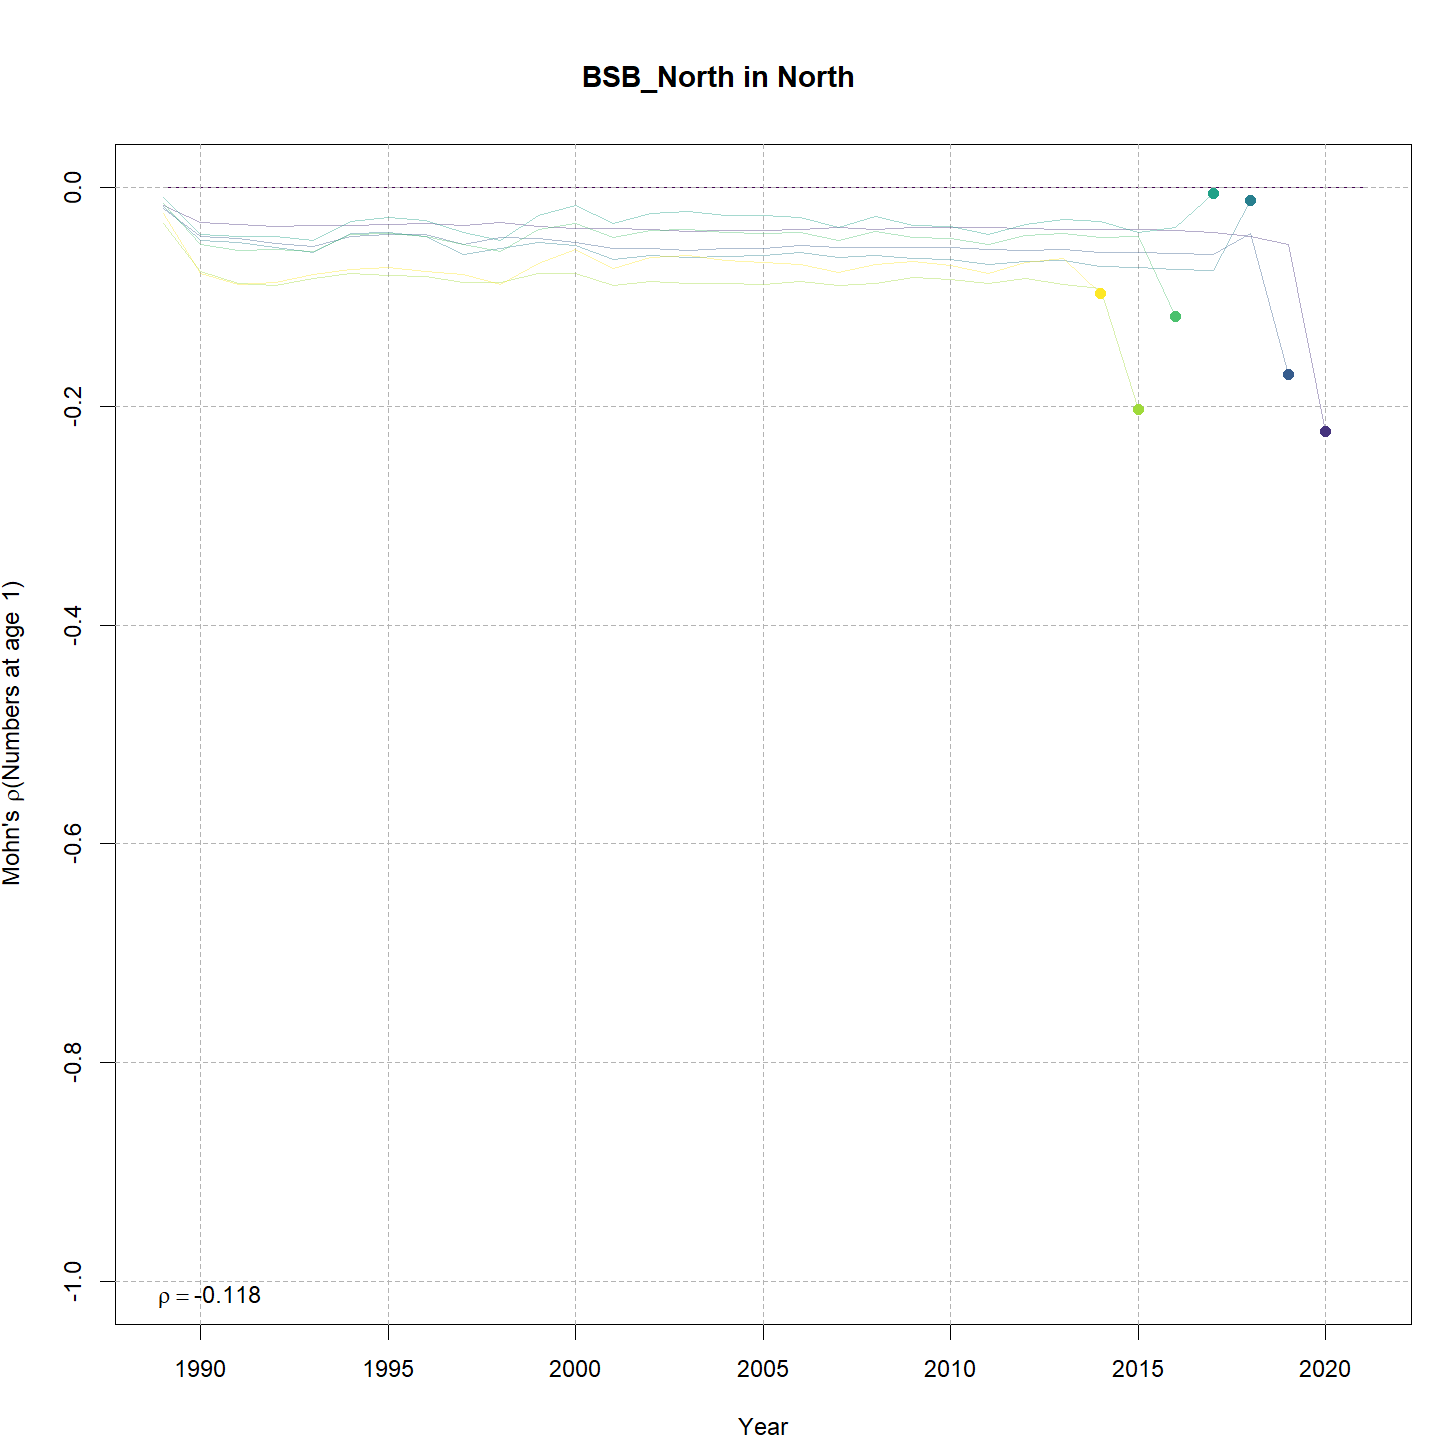 BSB_North in North
Mohn's ρ(Numbers at age 1)
0.0
-0.2
-0.4
-0.6
-0.8
-1.0
ρ = -0.118
1990 1995 2000 2005 2010 2015 2020
Year